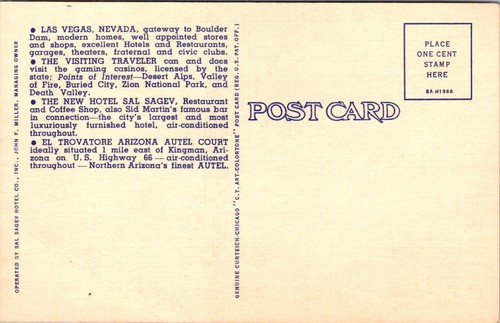 ● LAS VEGAS, NEVADA, gateway to Boulder
Dam, modern homes, well appointed stores
and shops, excellent Hotels and Restaurants,
garages, theaters, fraternal and civic clubs.
● THE VISITING TRAVELER can and does
visit the gaming casinos, licensed by the
state; Points of Interest—Desert Alps, Valley
of Fire, Buried City, Zion National Park, and
Death Valley.
● THE NEW HOTEL SAL SAGEV, Restaurant
and Coffee Shop, also Sid Martin's famous bar
in connection—the city's largest and most
luxuriously furnished hotel, air-conditioned
throughout.
● EL TROVATORE ARIZONA AUTEL COURT
ideally situated 1 mile east of Kingman, Ari-
zona on U.S. Highway 66 — air-conditioned
throughout — Northern Arizona's finest AUTEL.
OPERATED BY SAL SAGEV HOTEL CO., INC., JOHN F. MILLER, MANAGING OWNER
GENUINE CURTEICH-CHICAGO "C.T. ART-COLORTONE" POST CARD (REG. U.S. PAT. OFF.)
POST CARD
PLACE
ONE CENT
STAMP
HERE
8A-H1988